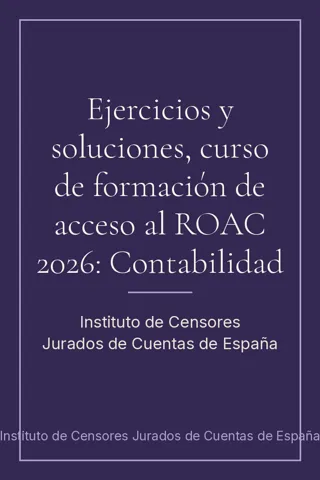 Ejercicios y
soluciones, curso
de formación de
acceso al ROAC
2026: Contabilidad
Instituto de Censores
Jurados de Cuentas de España
Instituto de Censores Jurados de Cuentas de España